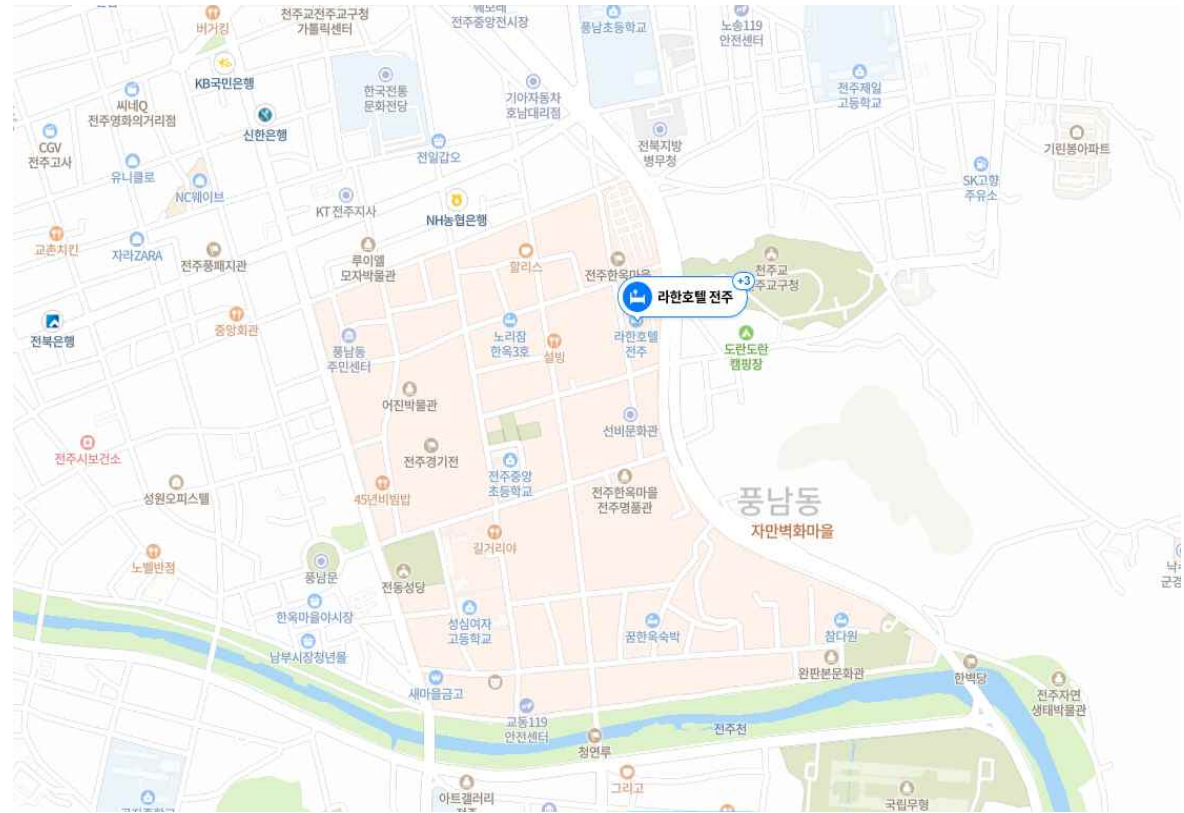 버거킹
천주교전주교구청
가톨릭센터
전주중앙전시장
풍남초등학교
노송119
안전센터
KB국민은행
씨네Q
전주영화의거리점
한국전통
문화전당
기아자동차
호남대리점
전주제일
고등학교
신한은행
CGV
전주고사
유니클로
전일갑오
전북지방
병무청
기린봉아파트
NC웨이브
SK고향
주유소
KT 전주지사
NH농협은행
교촌치킨
자라ZARA
전주풍패지관
루이엘
모자박물관
할리스
전주한옥마을
천주교
주교구청
+3
라한호텔 전주
중앙회관
전북은행
풍남동
주민센터
노리잠
한옥3호
설빙
라한호텔
전주
도란도란
캠핑장
어진박물관
선비문화관
전주시보건소
전주경기전
전주중앙
초등학교
성원오피스텔
45년비빔밥
전주한옥마을
전주명품관
풍남동
자만벽화마을
길거리야
노벨반점
풍남문
전동성당
군경
한옥마을야시장
성심여자
고등학교
꿈한옥숙박
참다원
남부시장청년몰
완판본문화관
한벽당
새마을금고
전주자연
생태박물관
교동119
안전센터
전주천
청연루
그리고
아트갤러리
국립무형